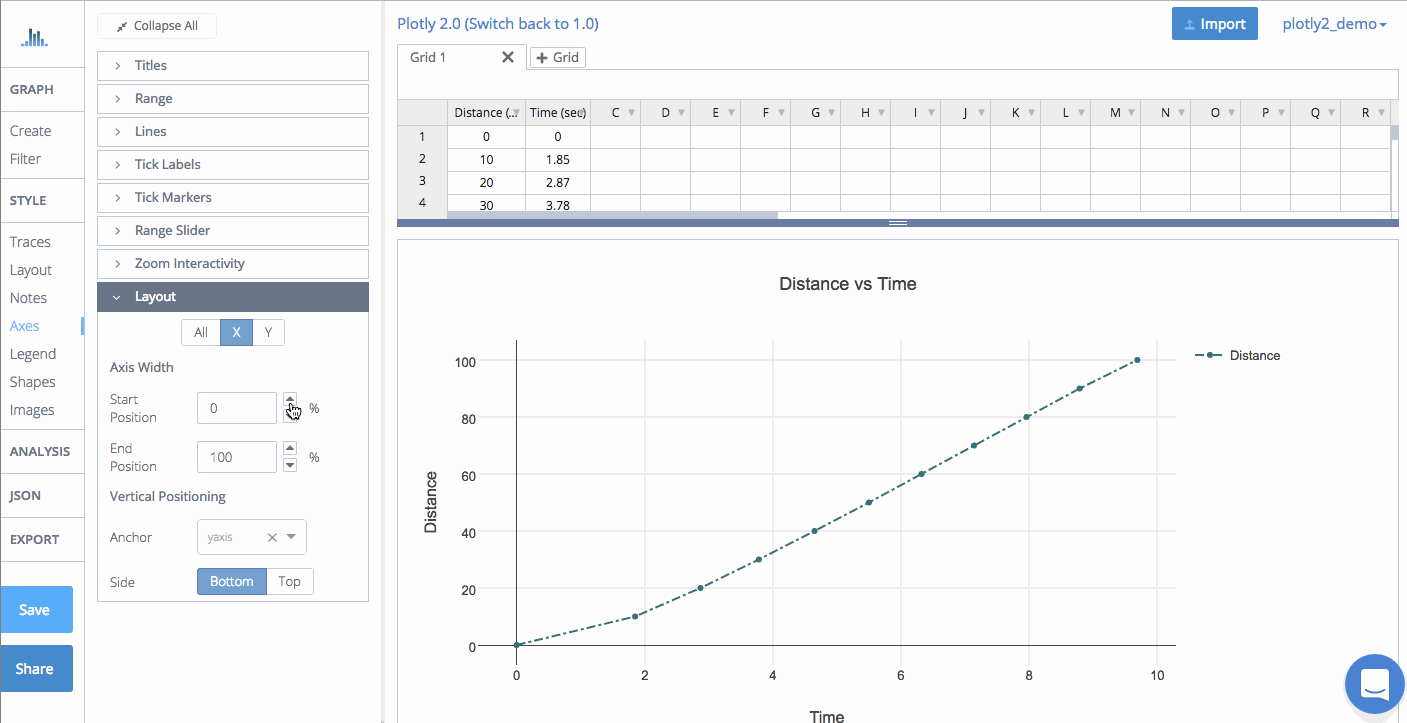 GRAPH
Create
Filter
STYLE
Traces
Layout
Notes
Axes
Legend
Shapes
Images
ANALYSIS
JSON
EXPORT
Save
Share
Collapse All
Titles
Range
Lines
Tick Labels
Tick Markers
Range Slider
Zoom Interactivity
Layout
All X Y
Axis Width
Start Position 0 %
End Position 100 %
Vertical Positioning
Anchor yaxis
Side Bottom Top
Plotly 2.0 (Switch back to 1.0)
Import
plotly2_demo
Grid 1
Grid
Distance (... Time (sec) C D E F G H I J K L M N O P Q R
1 0 0
2 10 1.85
3 20 2.87
4 30 3.78
Distance vs Time
Distance
100
80
60
40
20
0
0 2 4 6 8 10
Distance
Time